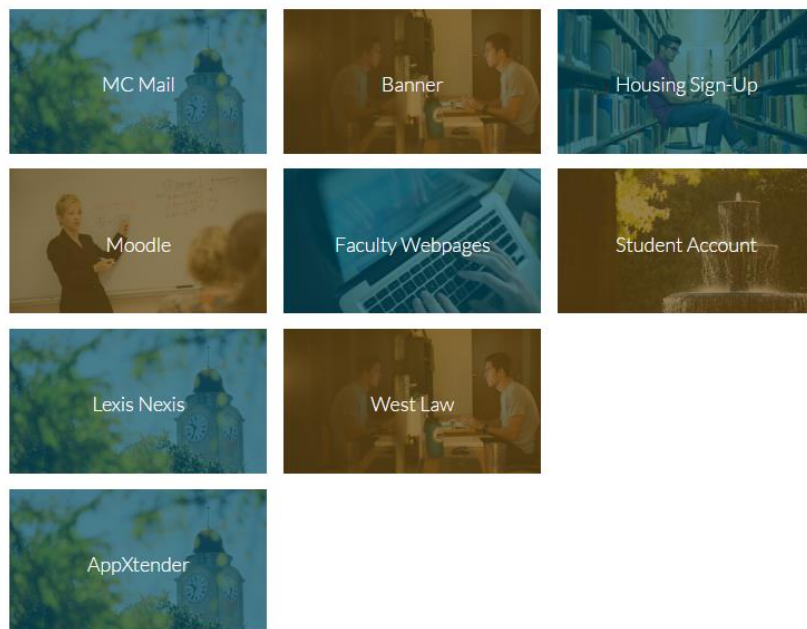 MC Mail
Banner
Housing Sign-Up
Moodle
Faculty Webpages
Student Account
Lexis Nexis
West Law
AppXtender